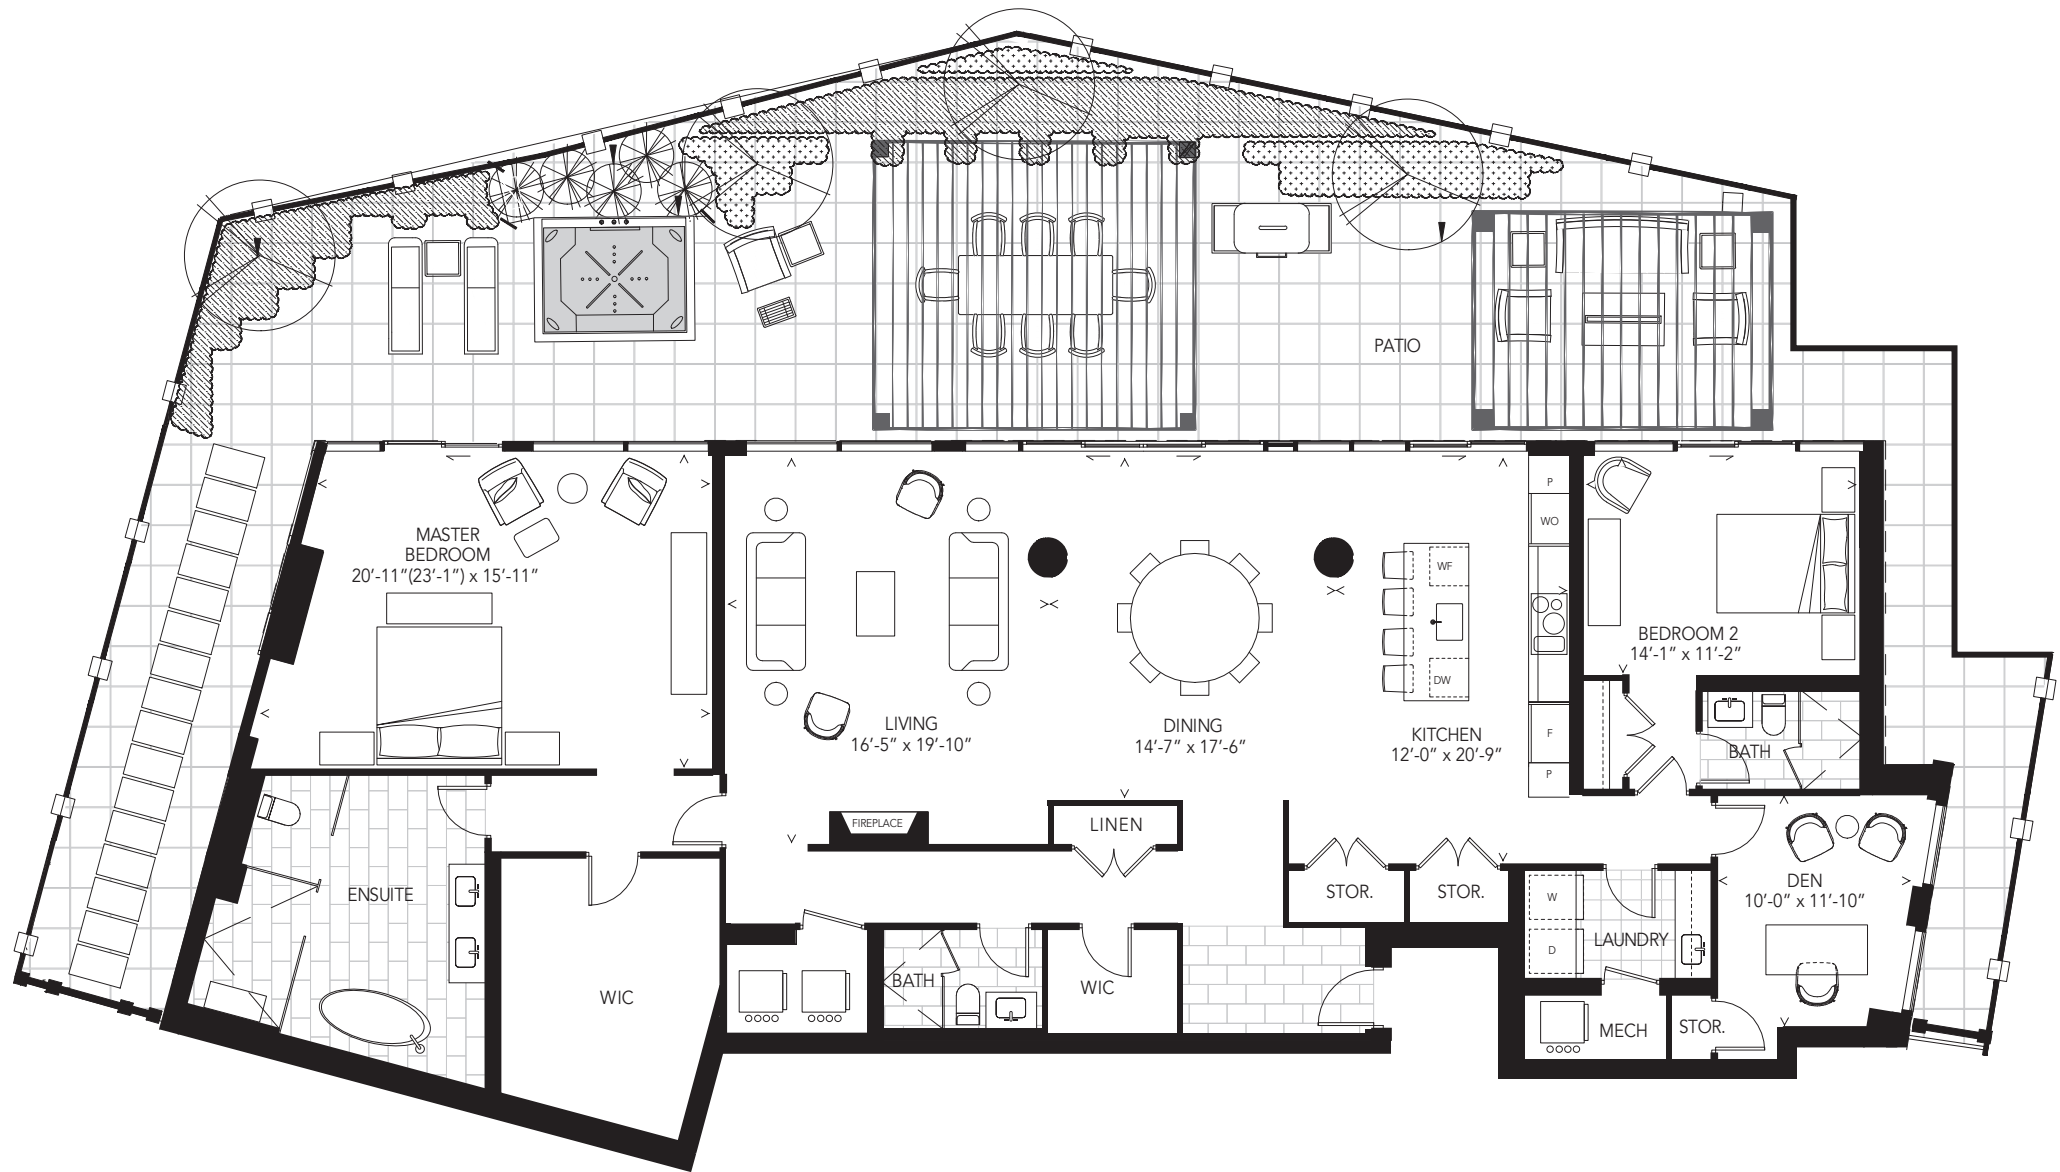 PATIO
P
WO
WF
DW
F
P
MASTER
BEDROOM
20'-11"(23'-1") x 15'-11"
LIVING
16'-5" x 19'-10"
DINING
14'-7" x 17'-6"
KITCHEN
12'-0" x 20'-9"
BEDROOM 2
14'-1" x 11'-2"
BATH
FIREPLACE
LINEN
ENSUITE
STOR.
STOR.
DEN
10'-0" x 11'-10"
W
D
LAUNDRY
WIC
BATH
WIC
MECH
STOR.